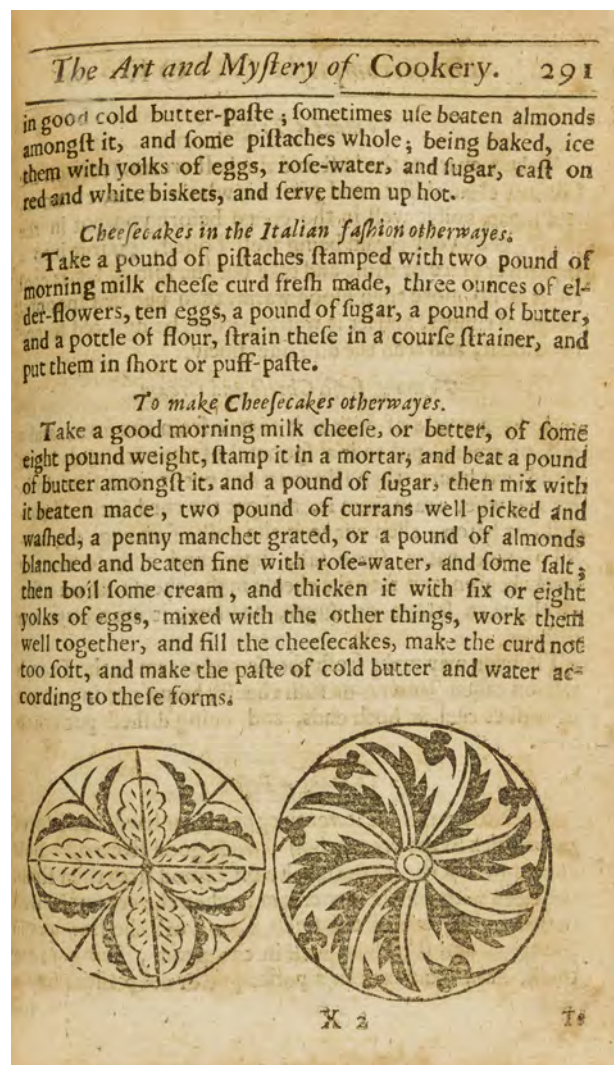 The Art and Myſtery of Cookery. 291
in good cold butter-paſte ; ſometimes uſe beaten almonds
amongſt it, and ſome piſtaches whole; being baked, ice
them with yolks of eggs, roſe-water, and ſugar, caſt on
red and white biskets, and ſerve them up hot.
Cheeſecakes in the Italian faſhion otherwayes.
Take a pound of piſtaches ſtamped with two pound of
morning milk cheeſe curd freſh made, three ounces of el-
der-flowers, ten eggs, a pound of ſugar, a pound of butter,
and a pottle of flour, ſtrain theſe in a courſe ſtrainer, and
put them in ſhort or puff-paſte.
To make Cheeſecakes otherwayes.
Take a good morning milk cheeſe, or better, of ſome
eight pound weight, ſtamp it in a mortar, and beat a pound
of butter amongſt it, and a pound of ſugar, then mix with
it beaten mace , two pound of currans well picked and
waſhed, a penny manchet grated, or a pound of almonds
blanched and beaten fine with roſe-water, and ſome ſalt;
then boil ſome cream , and thicken it with ſix or eight
yolks of eggs, mixed with the other things, work them
well together, and fill the cheeſecakes, make the curd not
too ſoft, and make the paſte of cold butter and water ac-
cording to theſe forms.
X 2 To